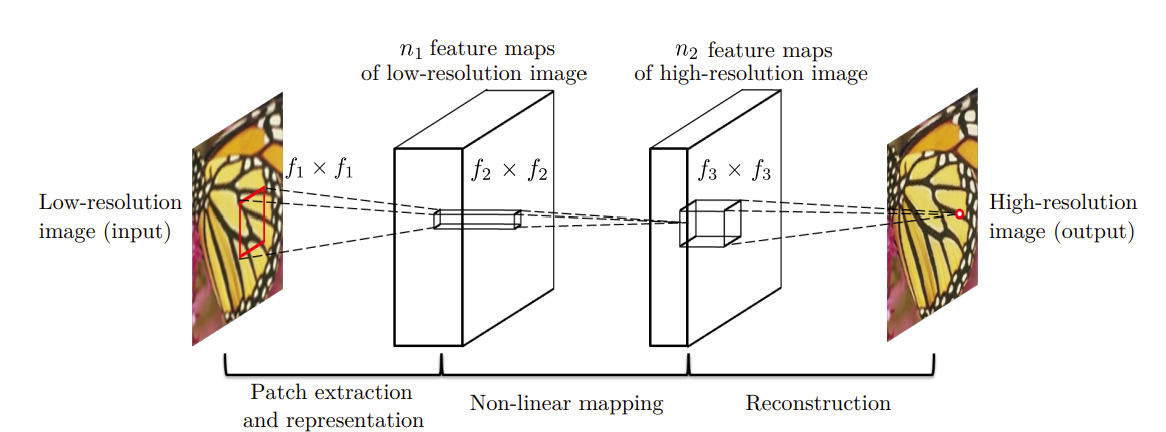 n₁ feature maps
of low-resolution image
n₂ feature maps
of high-resolution image
f₁ × f₁
f₂ × f₂
f₃ × f₃
Low-resolution
image (input)
High-resolution
image (output)
Patch extraction
and representation
Non-linear mapping
Reconstruction